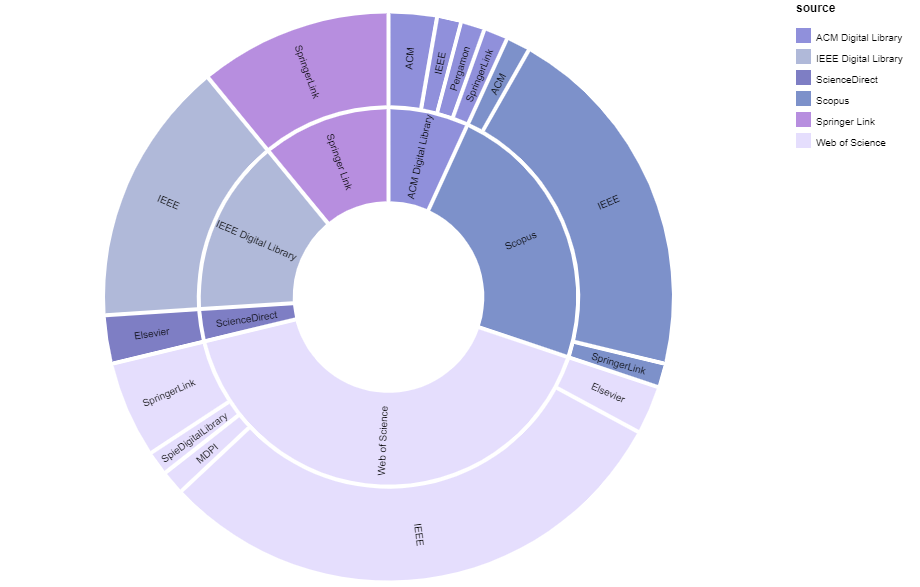 source
ACM Digital Library
IEEE Digital Library
ScienceDirect
Scopus
Springer Link
Web of Science
SpringerLink
ACM
IEEE
Pergamon
SpringerLink
ACM
IEEE
SpringerLink
Elsevier
IEEE
MDPI
SpieDigitalLibrary
SpringerLink
Elsevier
IEEE
Springer Link
ACM Digital Library
Scopus
Web of Science
ScienceDirect
IEEE Digital Library